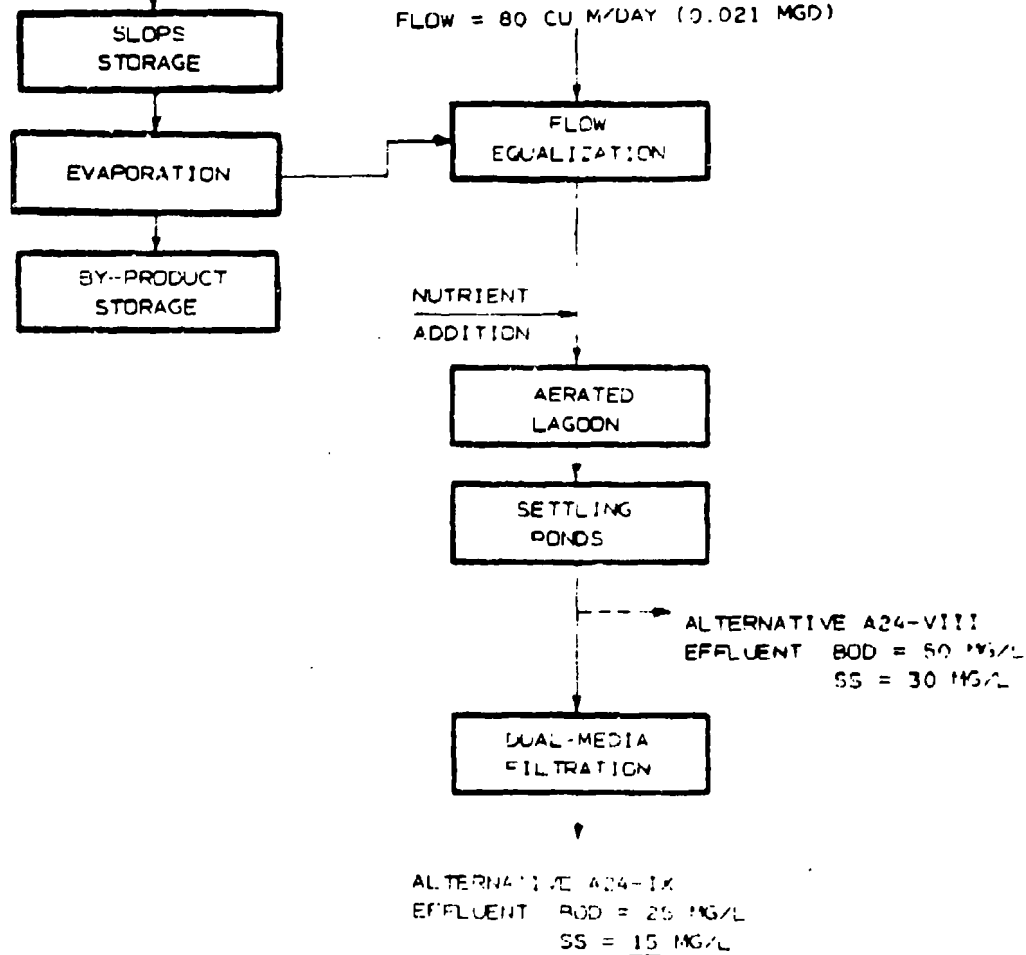 FLOW = 80 CU M/DAY (0.021 MGD)
SLOPS
STORAGE
EVAPORATION
BY-PRODUCT
STORAGE
FLOW
EQUALIZATION
NUTRIENT
ADDITION
AERATED
LAGOON
SETTLING
PONDS
ALTERNATIVE A24-VIII
EFFLUENT BOD = 50 MG/L
SS = 30 MG/L
DUAL-MEDIA
FILTRATION
ALTERNATIVE A24-IX
EFFLUENT BOD = 25 MG/L
SS = 15 MG/L